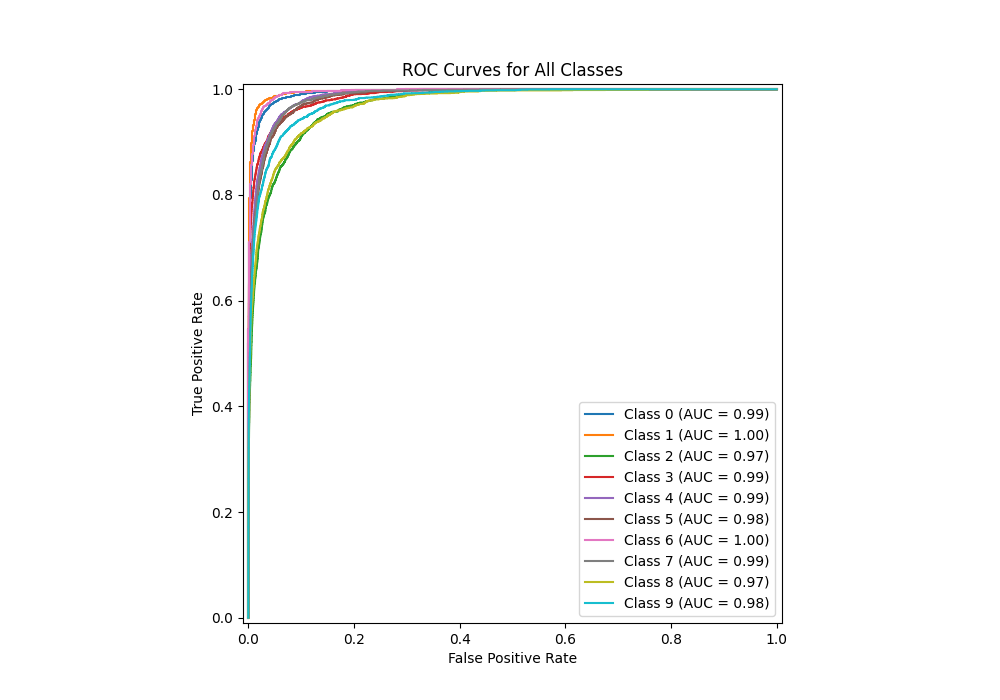 ROC Curves for All Classes
True Positive Rate
1.0
0.8
0.6
0.4
0.2
0.0
Class 0 (AUC = 0.99)
Class 1 (AUC = 1.00)
Class 2 (AUC = 0.97)
Class 3 (AUC = 0.99)
Class 4 (AUC = 0.99)
Class 5 (AUC = 0.98)
Class 6 (AUC = 1.00)
Class 7 (AUC = 0.99)
Class 8 (AUC = 0.97)
Class 9 (AUC = 0.98)
0.0 0.2 0.4 0.6 0.8 1.0
False Positive Rate